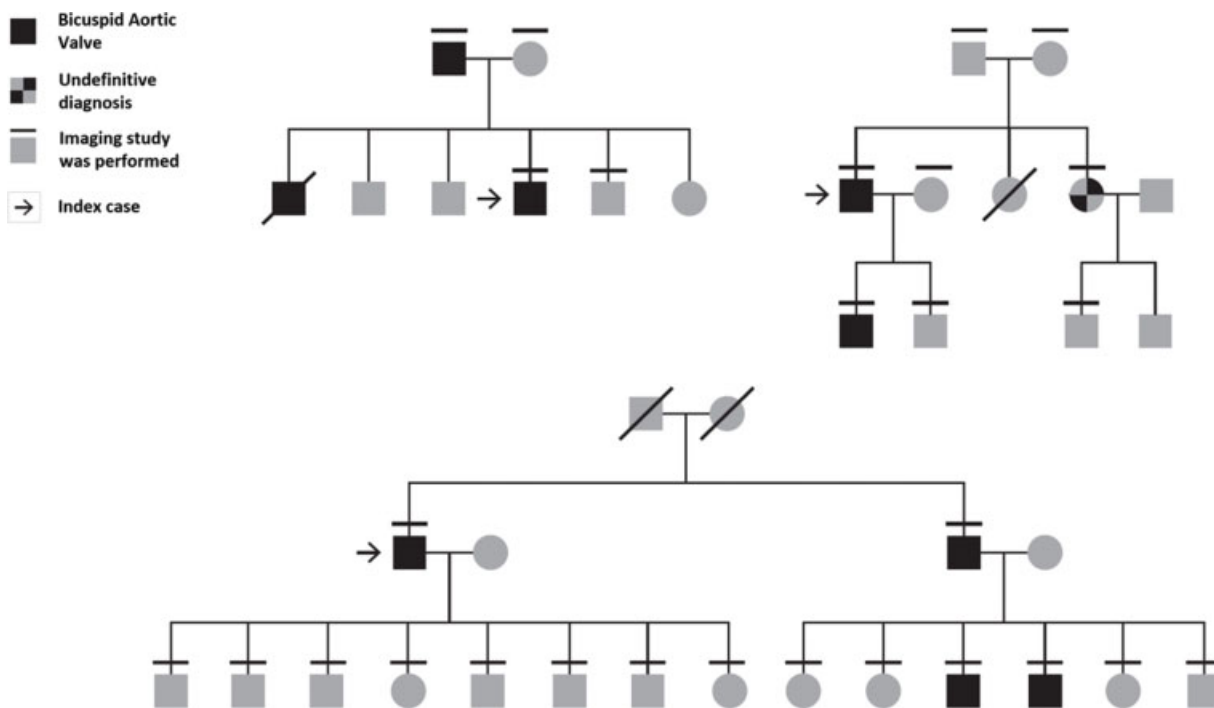 Bicuspid Aortic
Valve
Undefinitive
diagnosis
Imaging study
was performed
Index case